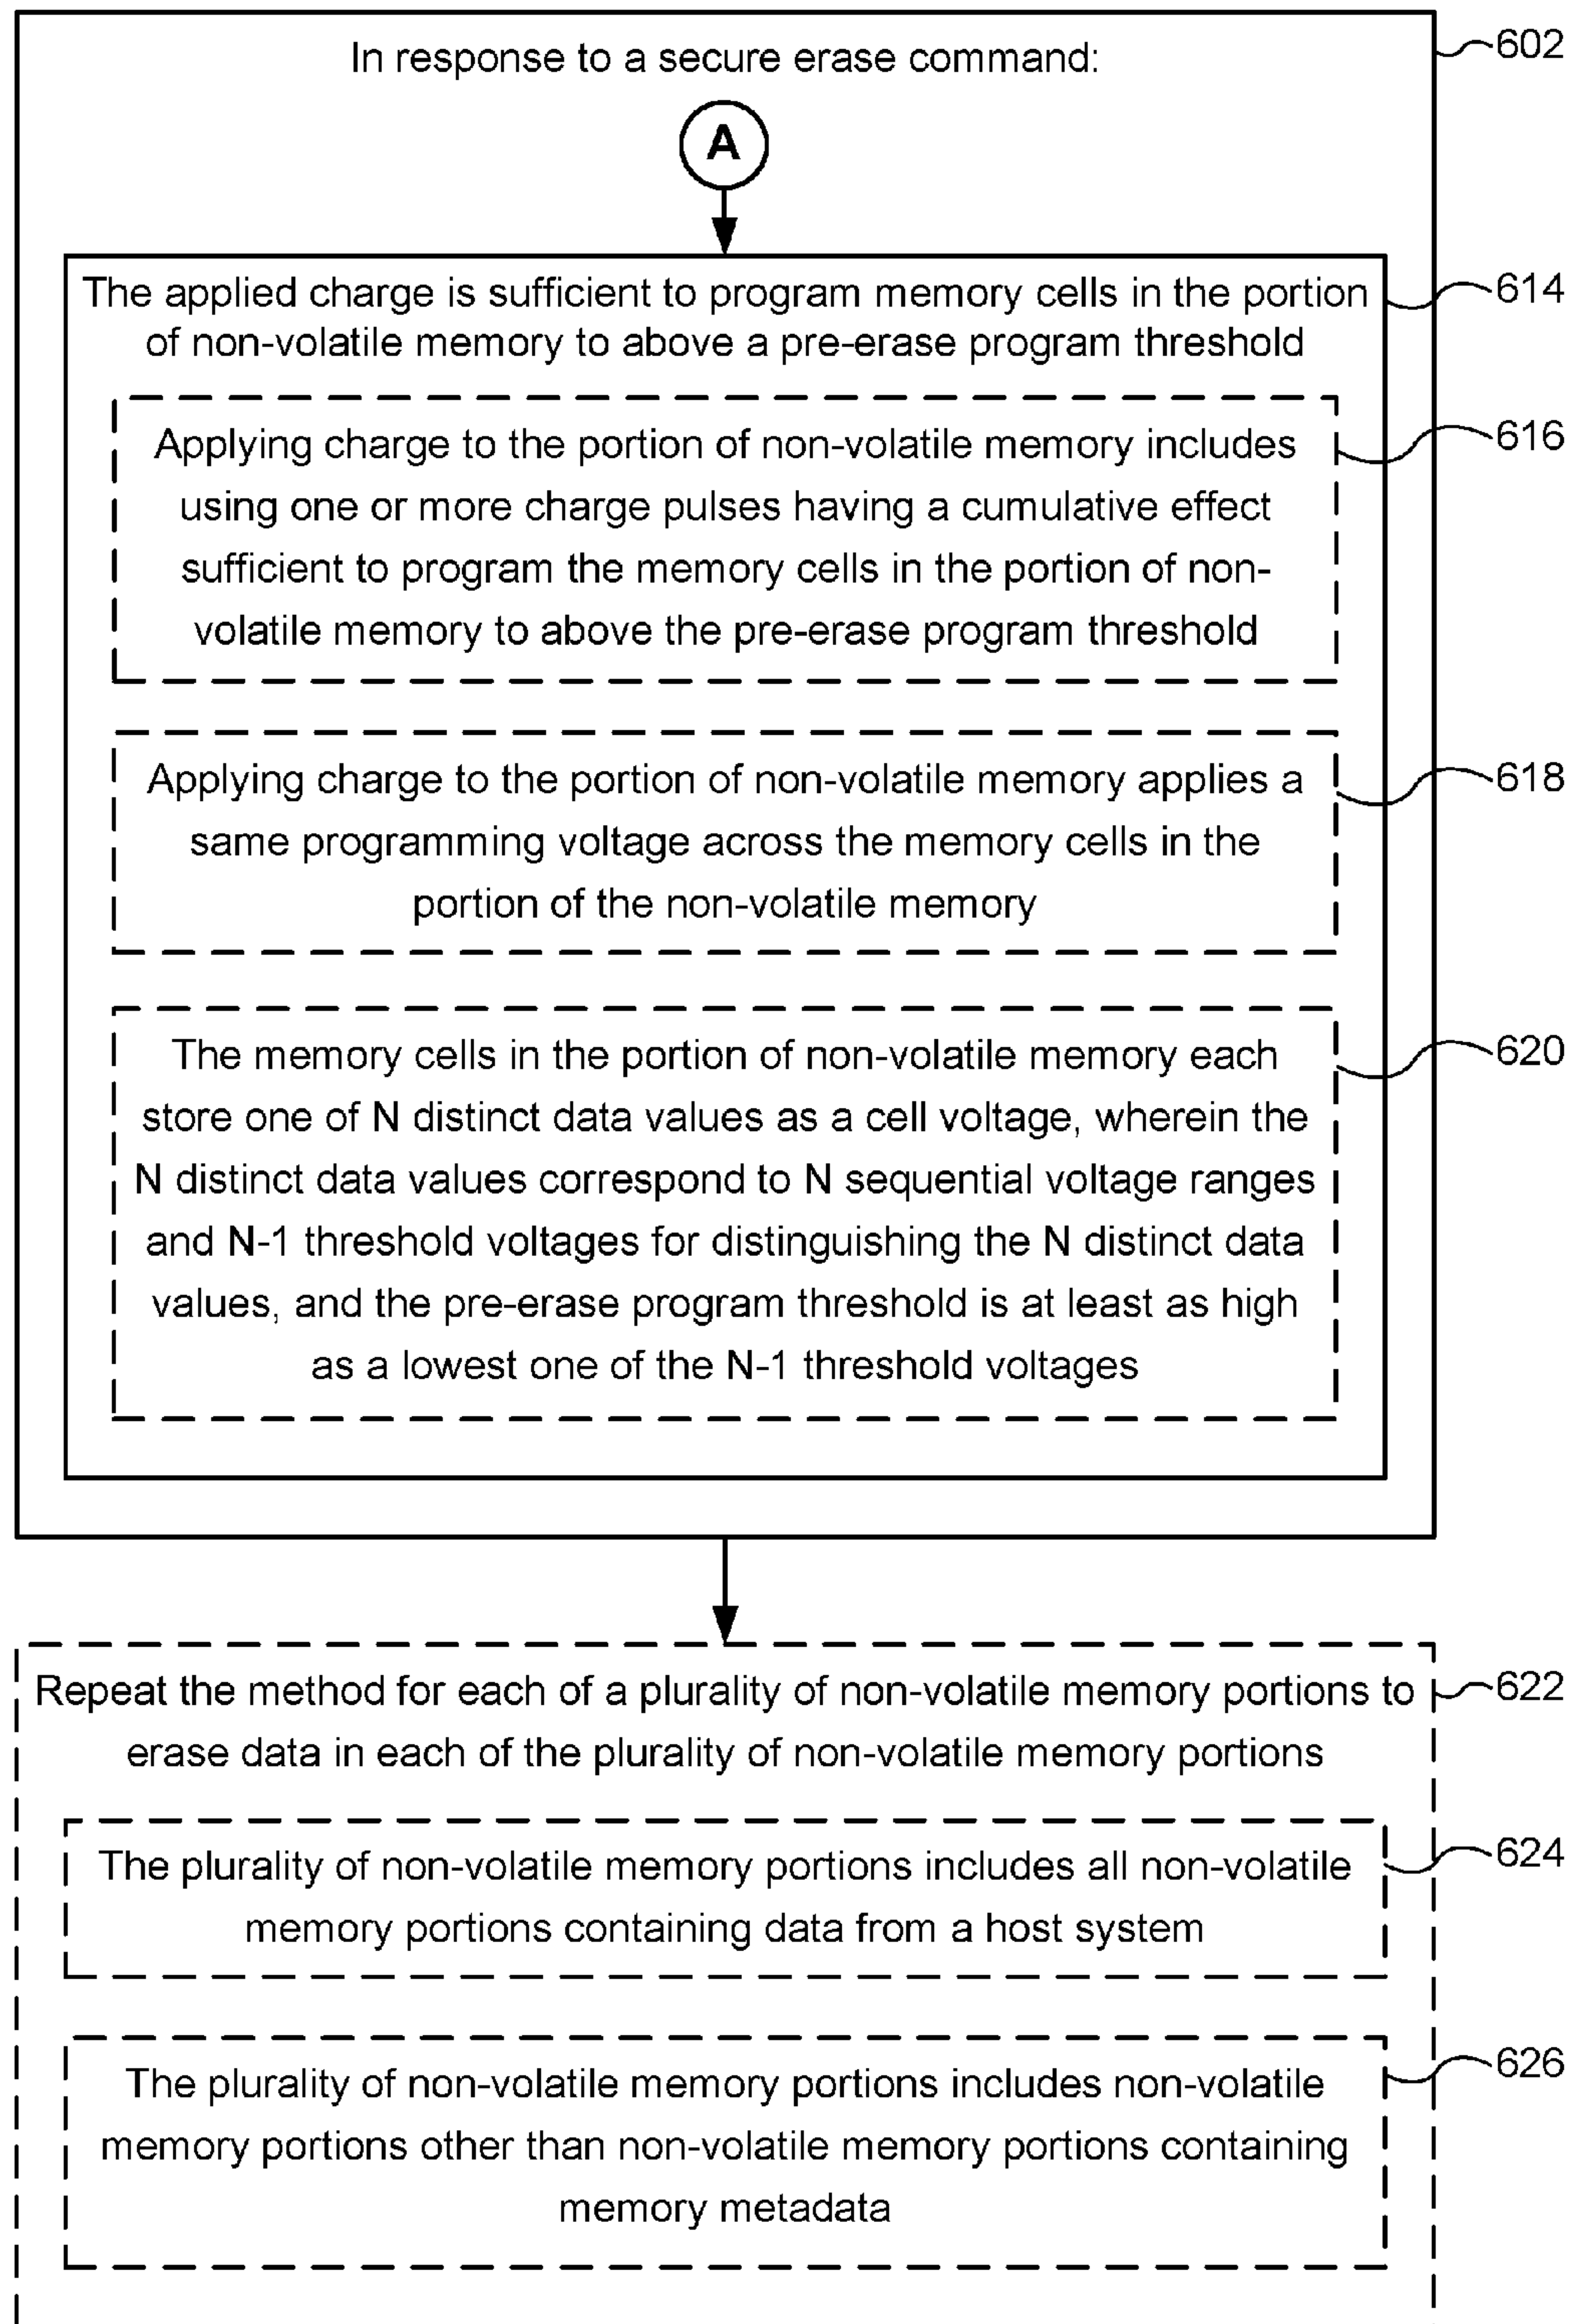 In response to a secure erase command:
602
A
The applied charge is sufficient to program memory cells in the portion
of non-volatile memory to above a pre-erase program threshold
614
Applying charge to the portion of non-volatile memory includes
using one or more charge pulses having a cumulative effect
sufficient to program the memory cells in the portion of non-
volatile memory to above the pre-erase program threshold
616
Applying charge to the portion of non-volatile memory applies a
same programming voltage across the memory cells in the
portion of the non-volatile memory
618
The memory cells in the portion of non-volatile memory each
store one of N distinct data values as a cell voltage, wherein the
N distinct data values correspond to N sequential voltage ranges
and N-1 threshold voltages for distinguishing the N distinct data
values, and the pre-erase program threshold is at least as high
as a lowest one of the N-1 threshold voltages
620
Repeat the method for each of a plurality of non-volatile memory portions to
erase data in each of the plurality of non-volatile memory portions
622
The plurality of non-volatile memory portions includes all non-volatile
memory portions containing data from a host system
624
The plurality of non-volatile memory portions includes non-volatile
memory portions other than non-volatile memory portions containing
memory metadata
626